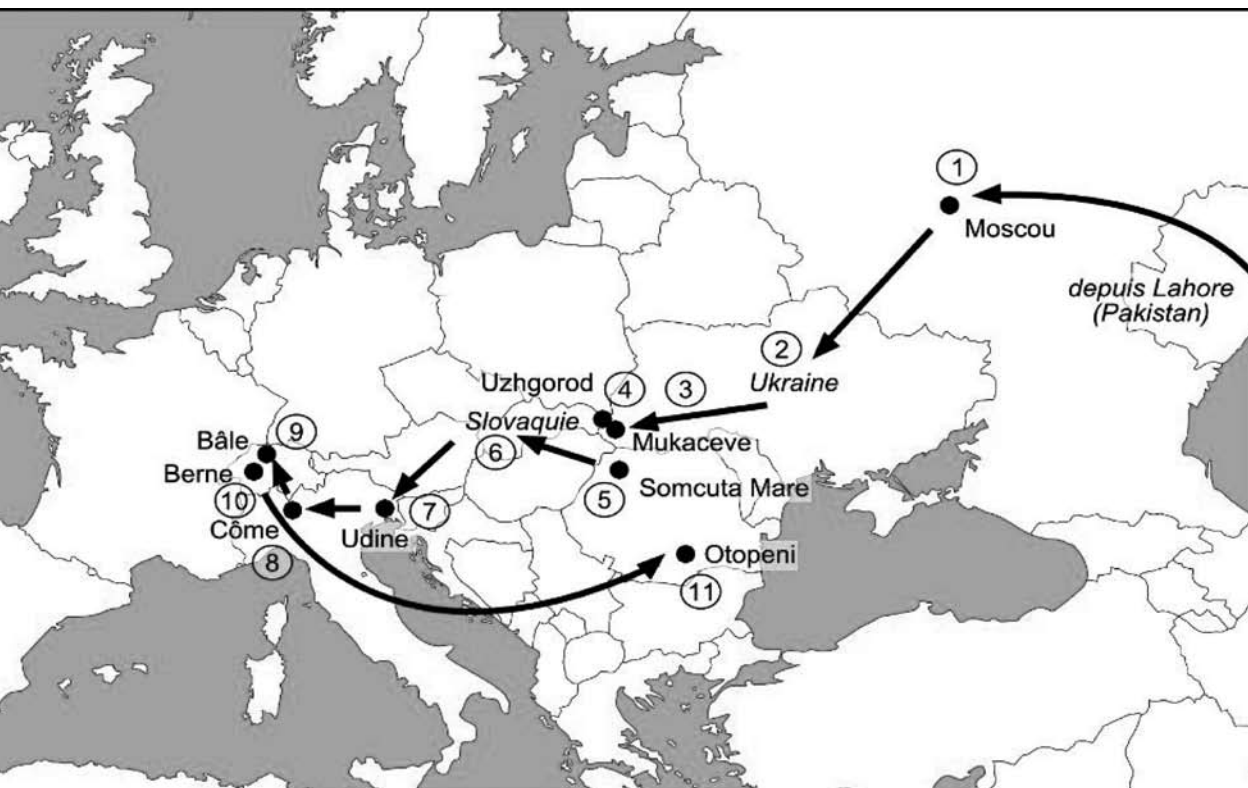 1
Moscou
depuis Lahore
(Pakistan)
2
Ukraine
Uzhgorod
4
3
Slovaquie
Mukaceve
6
9
Bâle
Berne
10
Côme
8
Udine
7
5
Somcuta Mare
Otopeni
11